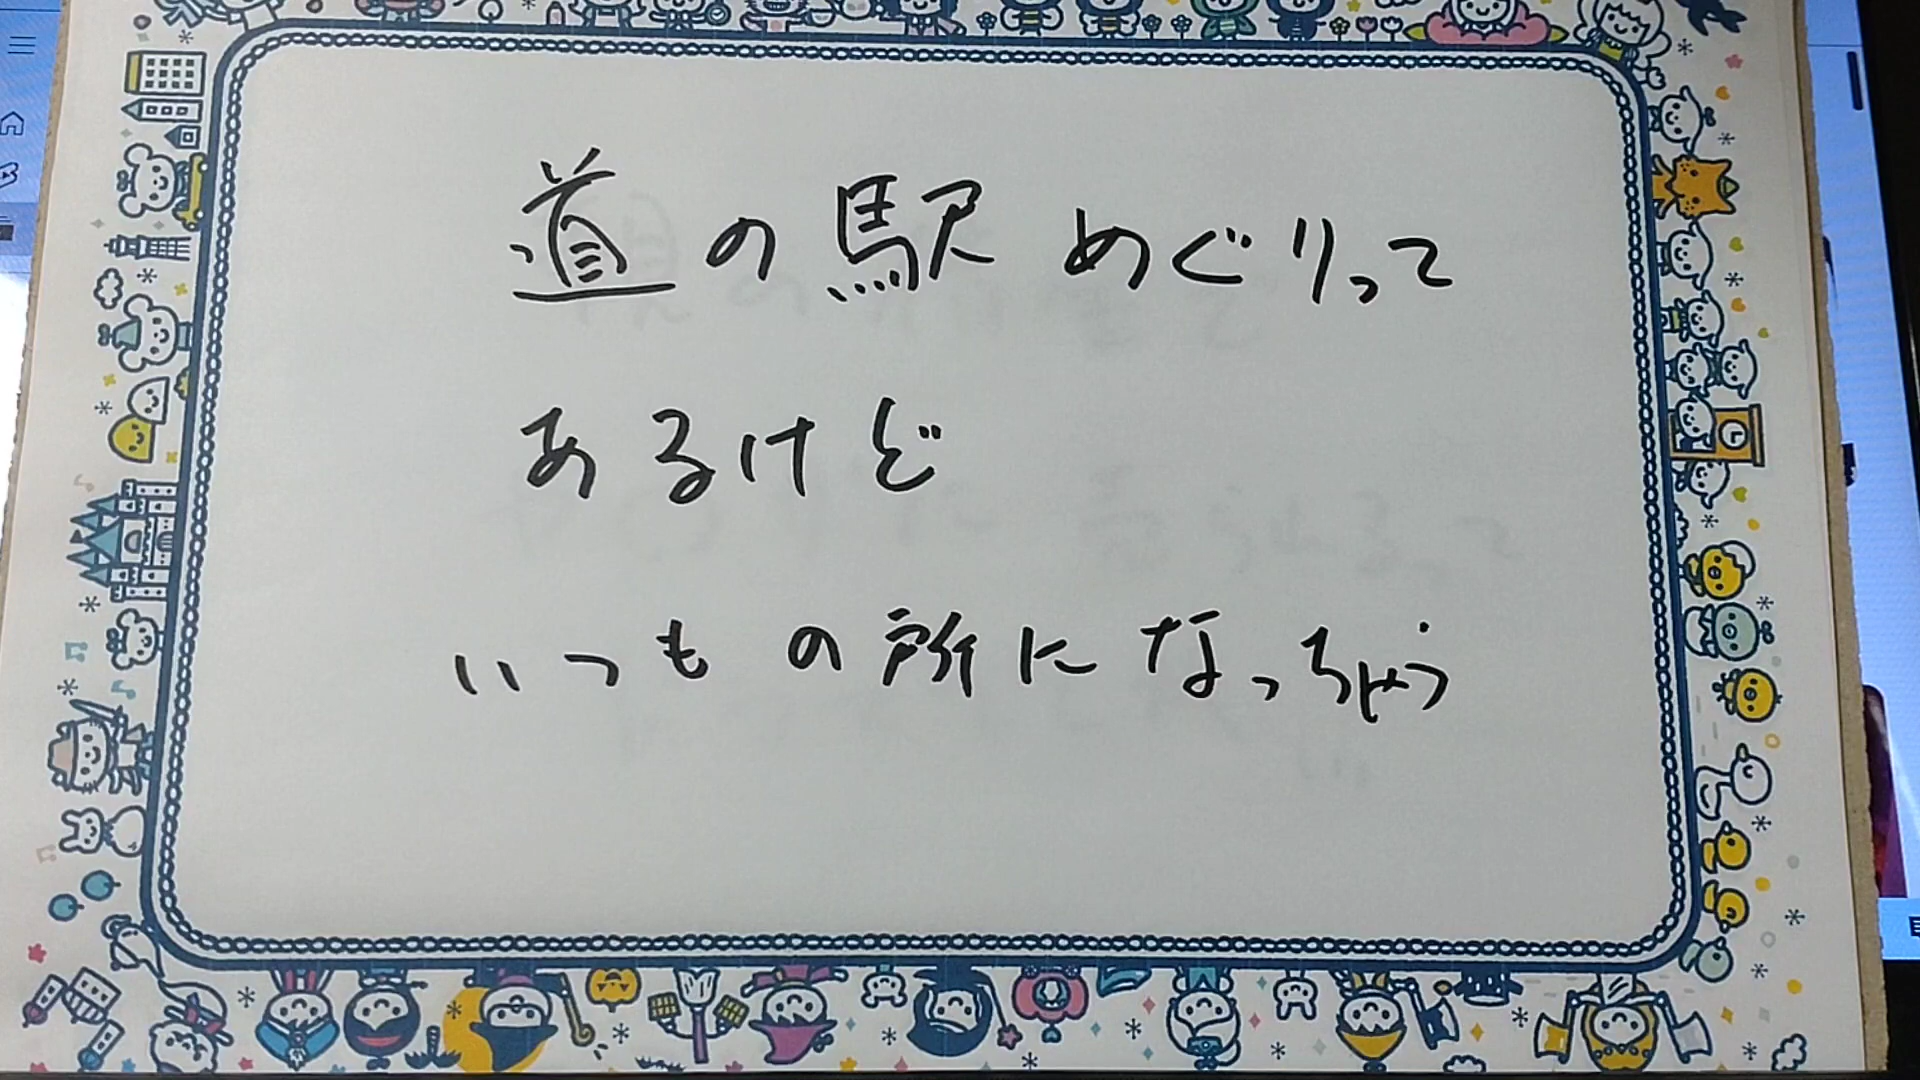 道の駅めぐりって
あるけど
いつもの所になっちゃう